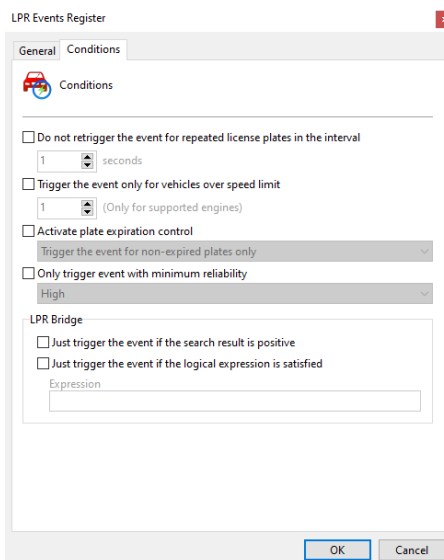 LPR Events Register
General Conditions
Conditions
Do not retrigger the event for repeated license plates in the interval
1 seconds
Trigger the event only for vehicles over speed limit
1 (Only for supported engines)
Activate plate expiration control
Trigger the event for non-expired plates only
Only trigger event with minimum reliability
High
LPR Bridge
Just trigger the event if the search result is positive
Just trigger the event if the logical expression is satisfied
Expression
OK Cancel